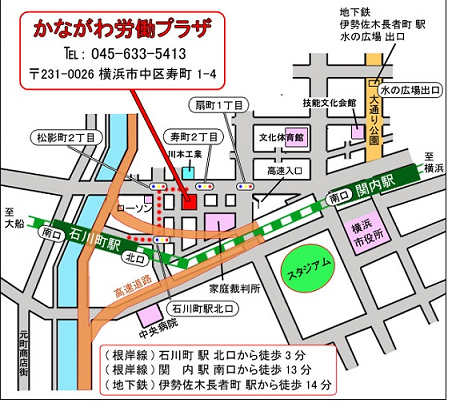 かながわ労働プラザ
TEL: 045-633-5413
〒231-0026 横浜市中区寿町 1-4
地下鉄
伊勢佐木長者町 駅
水の広場 出口
扇町1丁目
技能文化会館
水の広場出口
大通り公園
松影町2丁目
寿町2丁目
文化体育館
川本工業
高速入口
至
横浜
ローソン
南口
関内駅
至
大船
南口
石川町駅
北口
横浜
市役所
スタジアム
高速道路
家庭裁判所
石川町駅北口
中央病院
元町商店街
(根岸線) 石川町 駅 北口から徒歩 3 分
(根岸線) 関 内 駅 南口から徒歩 13 分
(地下鉄) 伊勢佐木長者町 駅から徒歩 14 分